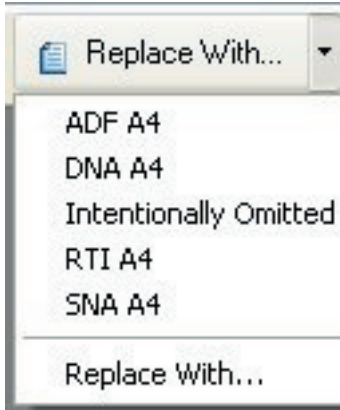 Replace With...
ADF A4
DNA A4
Intentionally Omitted
RTI A4
SNA A4
Replace With...